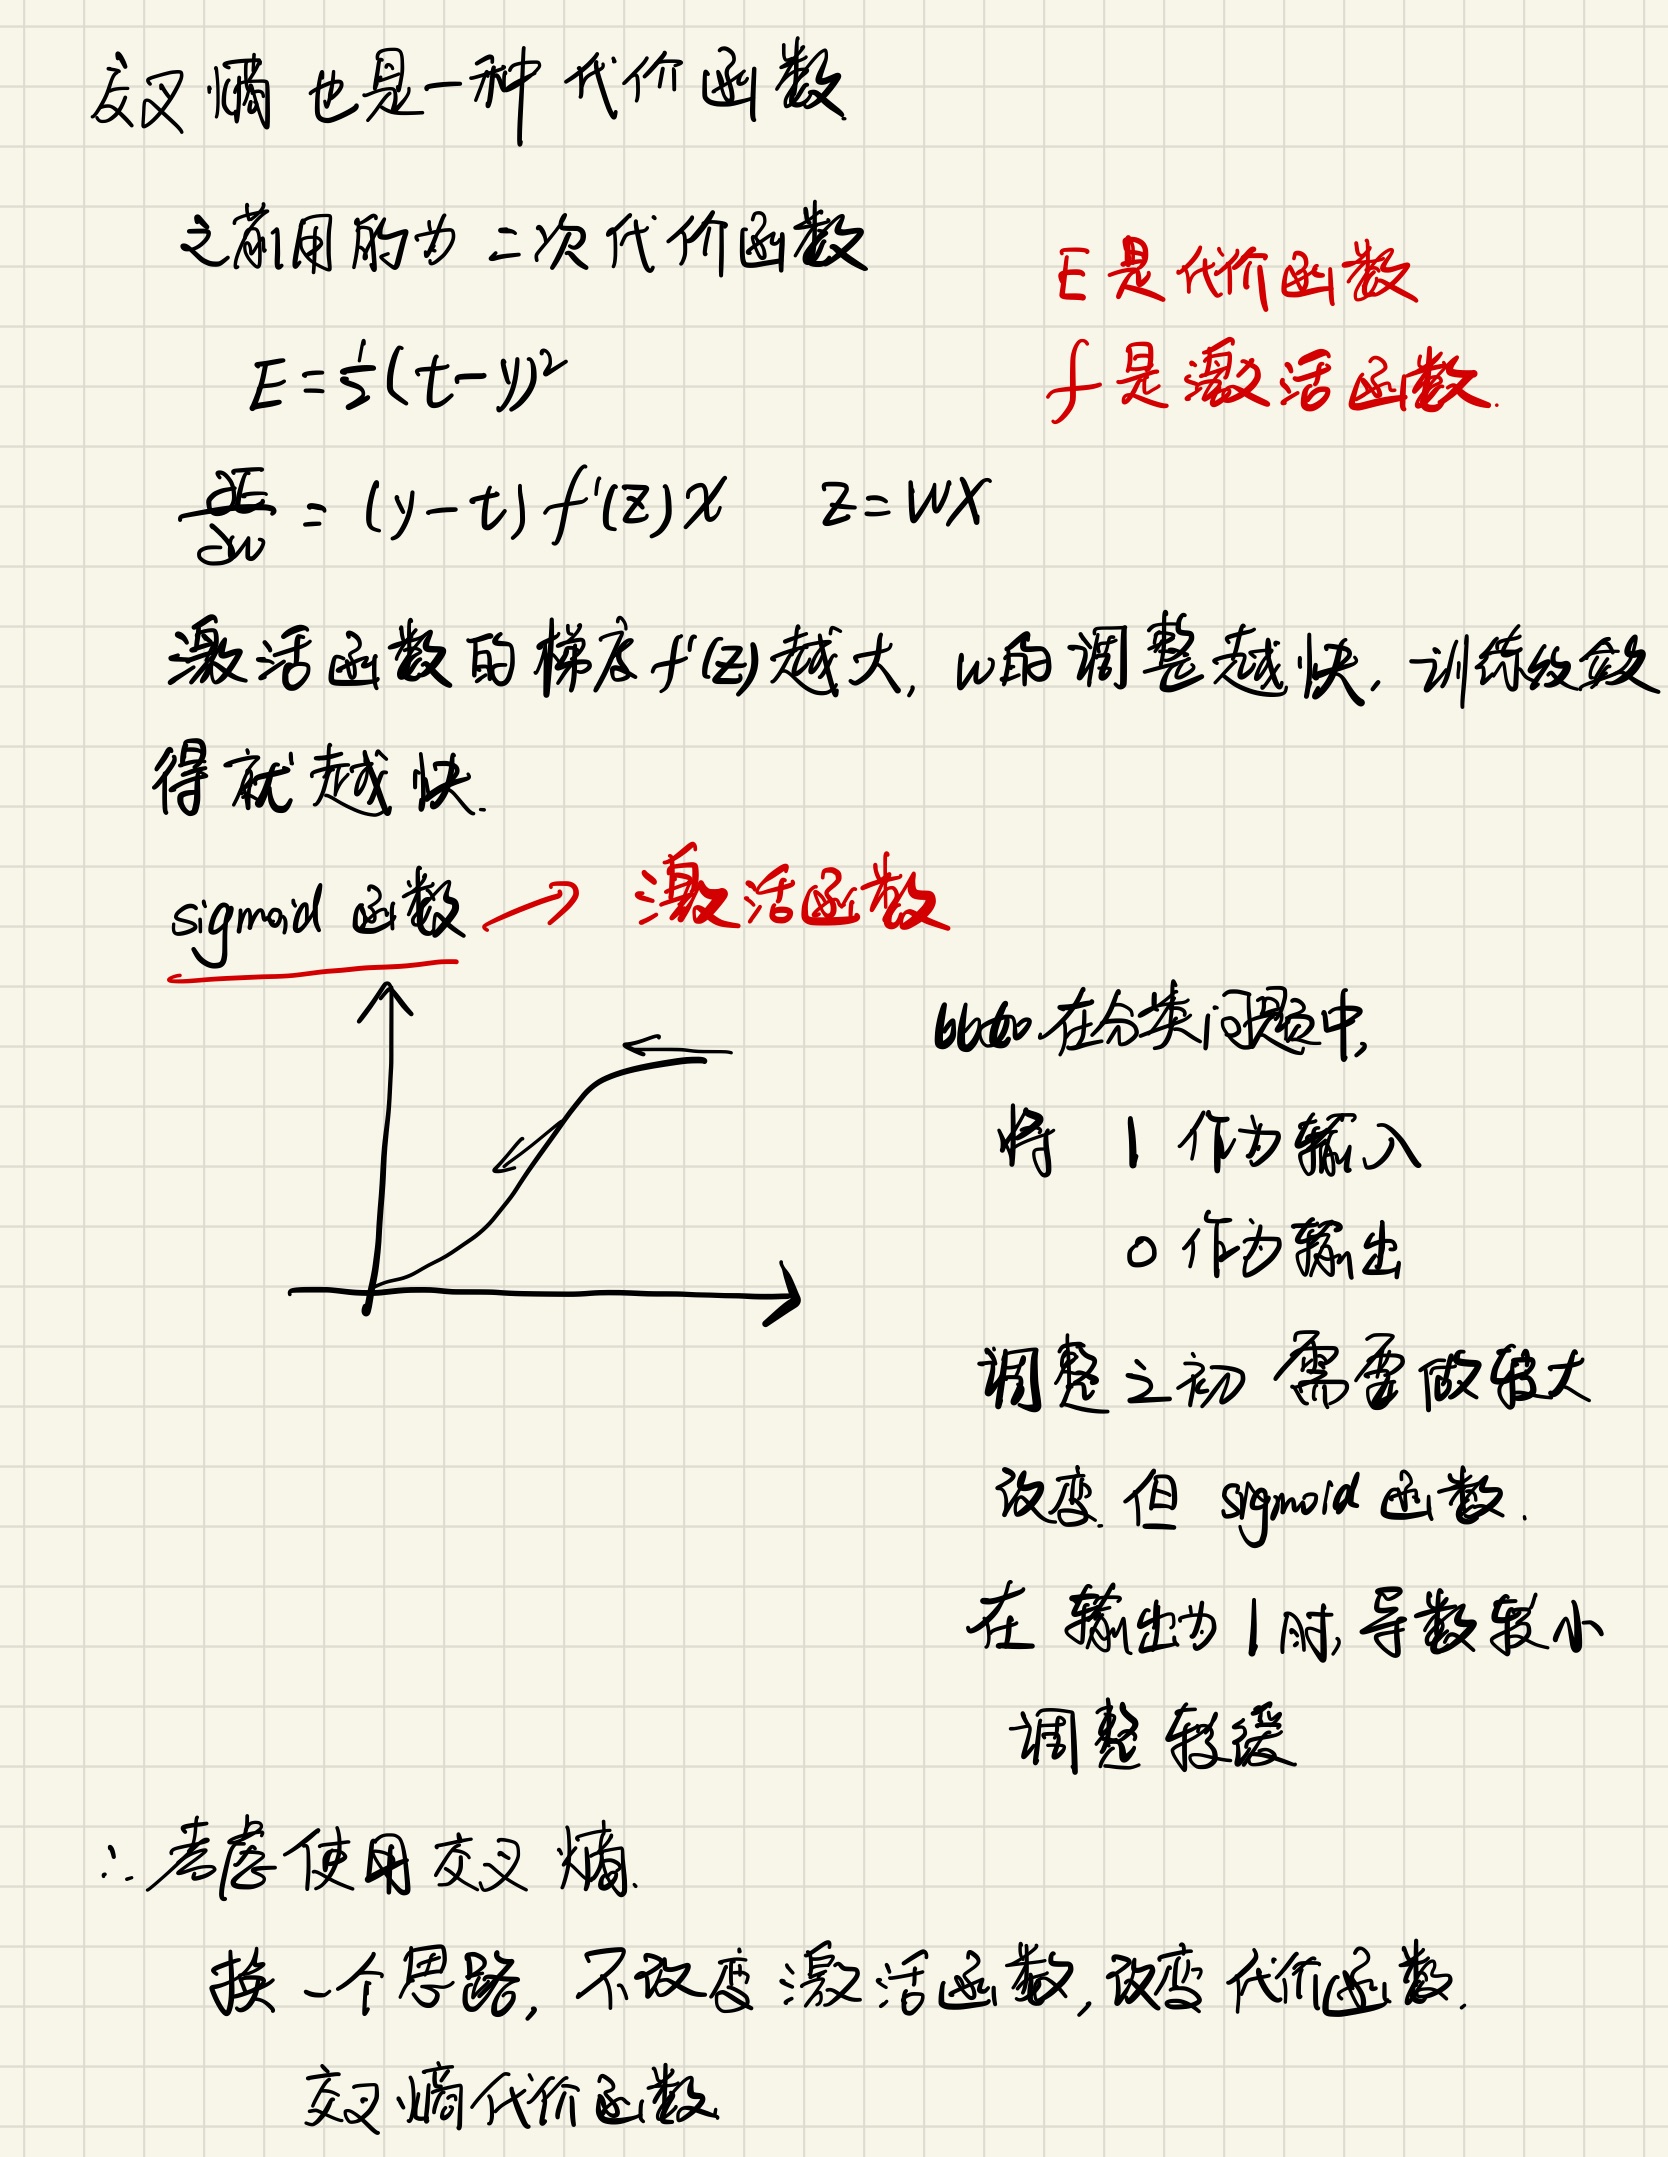 交叉熵也是一种代价函数
之前用的为二次代价函数
E是代价函数
E = ½(t-y)²
f是激活函数.
∂E/∂w = (y-t)f'(z)x  z=WX
激活函数的梯度f'(z)越大, w的调整越快, 训练收敛
得就越快.
sigmoid 函数 → 激活函数
比如在分类问题中,
将 1 作为输入
0 作为输出
调整之初需要做较大
改变.但 sigmoid 函数.
在输出为1时,导数较小
调整较缓
∴考虑使用交叉熵.
换一个思路, 不改变激活函数,改变代价函数.
交叉熵代价函数